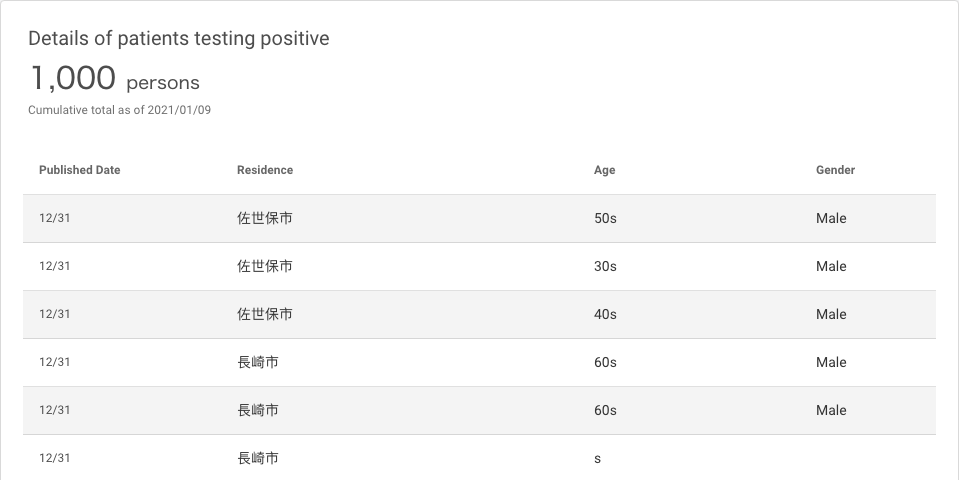 Details of patients testing positive
1,000 persons
Cumulative total as of 2021/01/09
Published Date Residence Age Gender
12/31 佐世保市 50s Male
12/31 佐世保市 30s Male
12/31 佐世保市 40s Male
12/31 長崎市 60s Male
12/31 長崎市 60s Male
12/31 長崎市 s